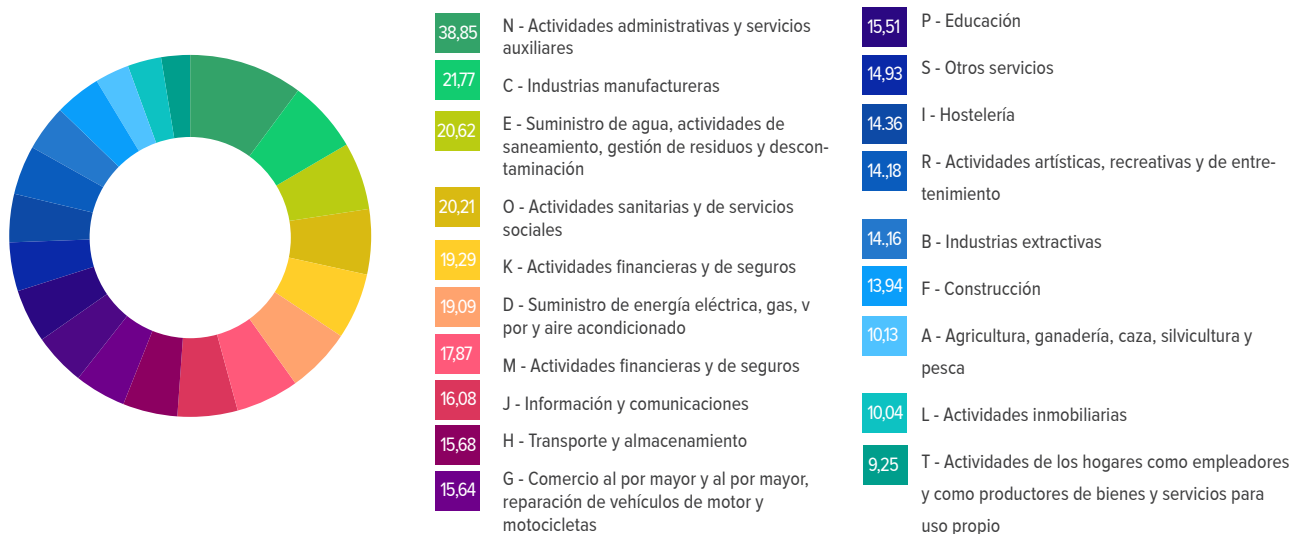 38,85
N - Actividades administrativas y servicios
auxiliares
21,77
C - Industrias manufactureras
20,62
E - Suministro de agua, actividades de
saneamiento, gestión de residuos y descon-
taminación
20,21
O - Actividades sanitarias y de servicios
sociales
19,29
K - Actividades financieras y de seguros
19,09
D - Suministro de energía eléctrica, gas, v
por y aire acondicionado
17,87
M - Actividades financieras y de seguros
16,08
J - Información y comunicaciones
15,68
H - Transporte y almacenamiento
15,64
G - Comercio al por mayor y al por mayor,
reparación de vehículos de motor y
motocicletas
15,51
P - Educación
14,93
S - Otros servicios
14.36
I - Hostelería
14.,18
R - Actividades artísticas, recreativas y de entre-
tenimiento
14.,16
B - Industrias extractivas
13,94
F - Construcción
10,13
A - Agricultura, ganadería, caza, silvicultura y
pesca
10,04
L - Actividades inmobiliarias
9,25
T - Actividades de los hogares como empleadores
y como productores de bienes y servicios para
uso propio